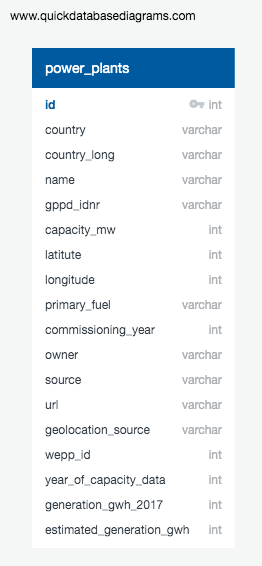 www.quickdatabasediagrams.com
power_plants
id int
country varchar
country_long varchar
name varchar
gppd_idnr varchar
capacity_mw int
latitute int
longitude int
primary_fuel varchar
commissioning_year int
owner varchar
source varchar
url varchar
geolocation_source varchar
wepp_id int
year_of_capacity_data int
generation_gwh_2017 int
estimated_generation_gwh int